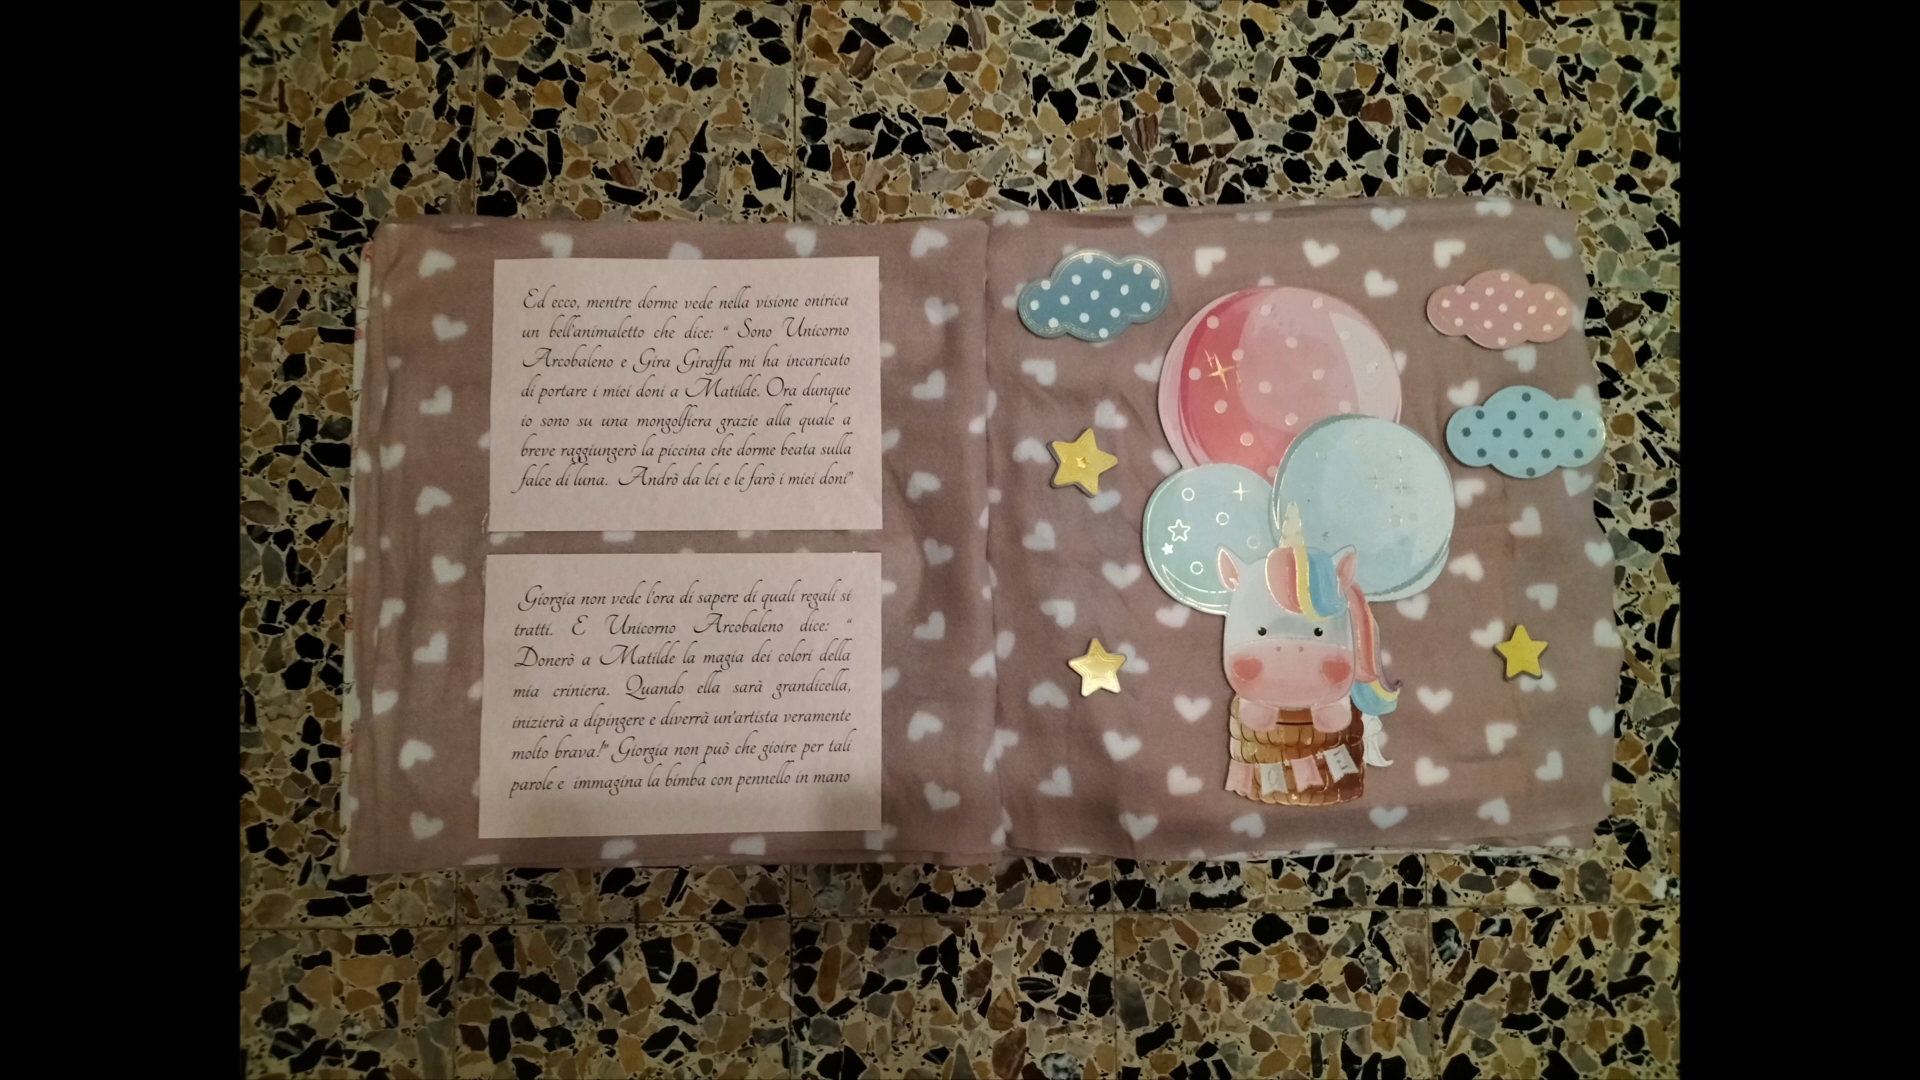 Ed ecco, mentre dorme vede nella visione onirica
un bell'animaletto che dice: “ Sono Unicorno
Arcobaleno e Gira Giraffa mi ha incaricato
di portare i miei doni a Matilde. Ora dunque
io sono su una mongolfiera grazie alla quale a
breve raggiungerò la piccina che dorme beata sulla
falce di luna. Andrò da lei e le farò i miei doni”
Giorgia non vede l'ora di sapere di quali regali si
tratti. E Unicorno Arcobaleno dice: “
Donerò a Matilde la magia dei colori della
mia criniera. Quando ella sarà grandicella,
inizierà a dipingere e diverrà un'artista veramente
molto brava!” Giorgia non può che gioire per tali
parole e immagina la bimba con pennello in mano